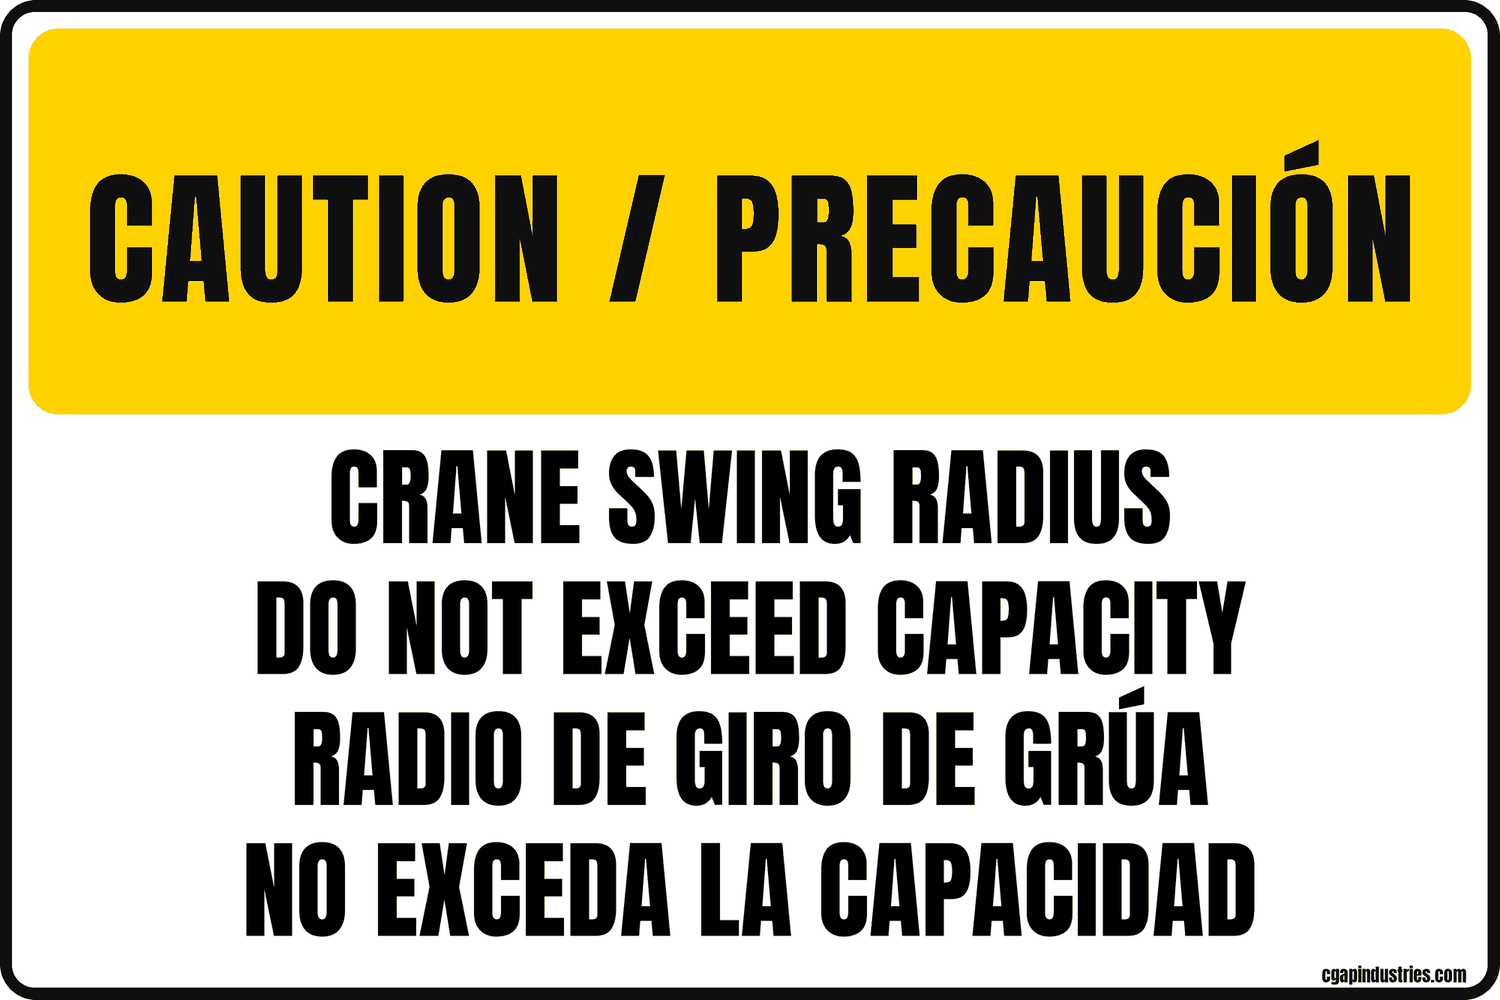 CAUTION / PRECAUCIÓN
CRANE SWING RADIUS
DO NOT EXCEED CAPACITY
RADIO DE GIRO DE GRÚA
NO EXCEDA LA CAPACIDAD
cgapindustries.com